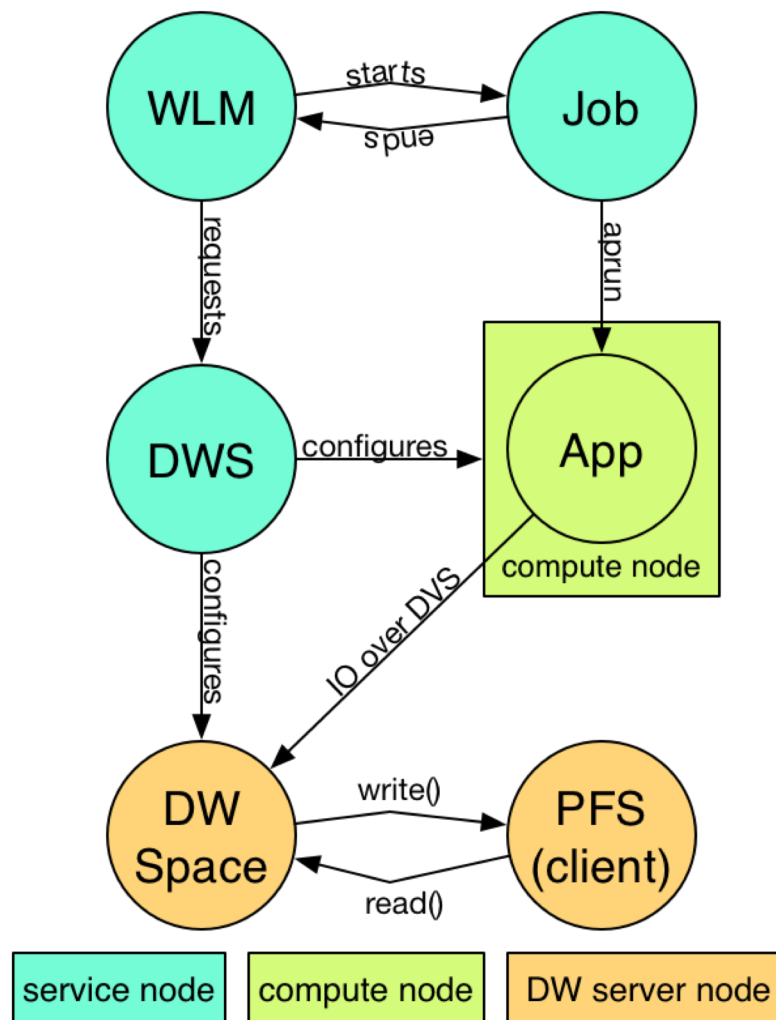 WLM
starts
Job
ends
requests
aprun
DWS
configures
App
compute node
configures
IO over DVS
DW
Space
write()
PFS
(client)
read()
service node
compute node
DW server node